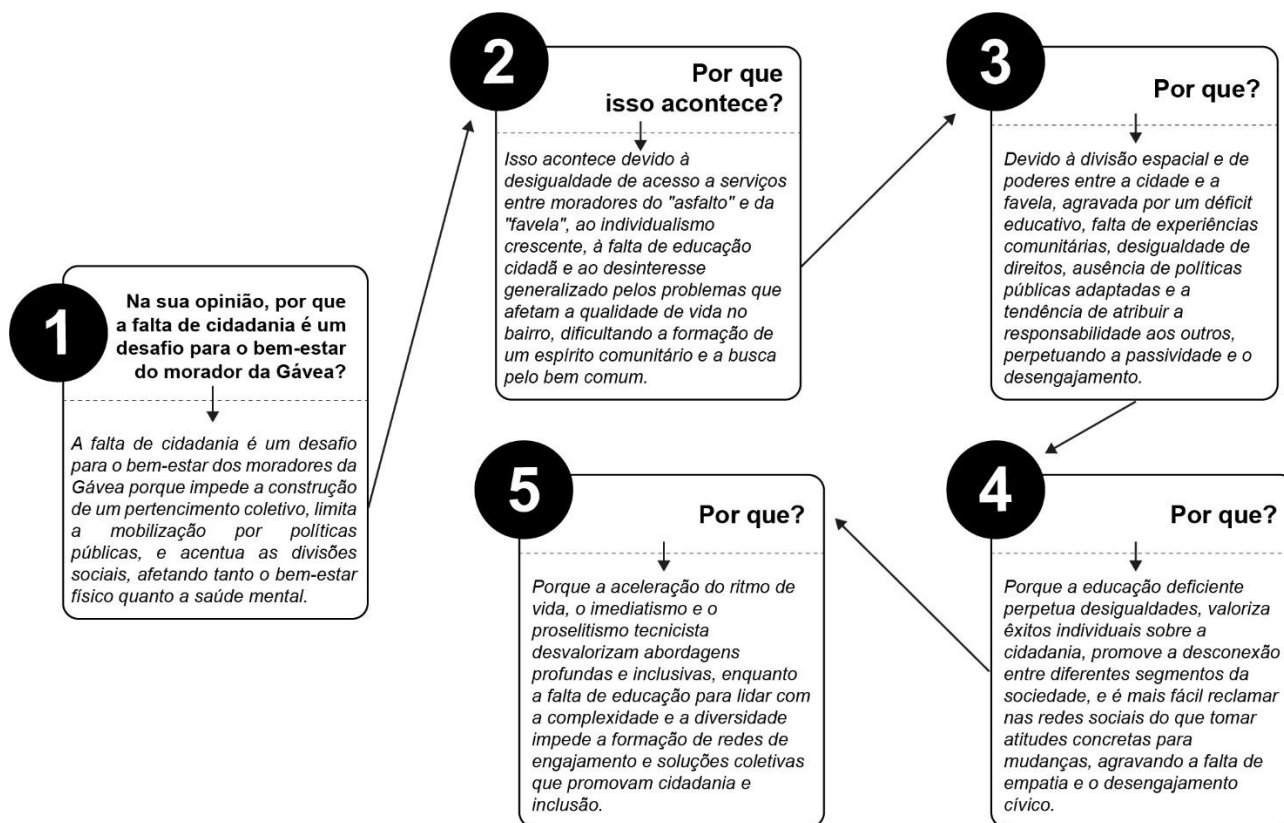 1
Na sua opinião, por que
a falta de cidadania é um
desafio para o bem-estar
do morador da Gávea?
A falta de cidadania é um desafio
para o bem-estar dos moradores da
Gávea porque impede a construção
de um pertencimento coletivo, limita
a mobilização por políticas
públicas, e acentua as divisões
sociais, afetando tanto o bem-estar
físico quanto a saúde mental.
2
Por que
isso acontece?
Isso acontece devido à
desigualdade de acesso a serviços
entre moradores do "asfalto" e da
"favela", ao individualismo
crescente, à falta de educação
cidadã e ao desinteresse
generalizado pelos problemas que
afetam a qualidade de vida no
bairro, dificultando a formação de
um espírito comunitário e a busca
pelo bem comum.
3
Por que?
Devido à divisão espacial e de
poderes entre a cidade e a
favela, agravada por um déficit
educativo, falta de experiências
comunitárias, desigualdade de
direitos, ausência de políticas
públicas adaptadas e a
tendência de atribuir a
responsabilidade aos outros,
perpetuando a passividade e o
desengajamento.
4
Por que?
Porque a educação deficiente
perpetua desigualdades, valoriza
êxitos individuais sobre a
cidadania, promove a desconexão
entre diferentes segmentos da
sociedade, e é mais fácil reclamar
nas redes sociais do que tomar
atitudes concretas para
mudanças, agravando a falta de
empatia e o desengajamento
cívico.
5
Por que?
Porque a aceleração do ritmo de
vida, o imediatismo e o
proselitismo tecnicista
desvalorizam abordagens
profundas e inclusivas, enquanto
a falta de educação para lidar com
a complexidade e a diversidade
impede a formação de redes de
engajamento e soluções coletivas
que promovam cidadania e
inclusão.